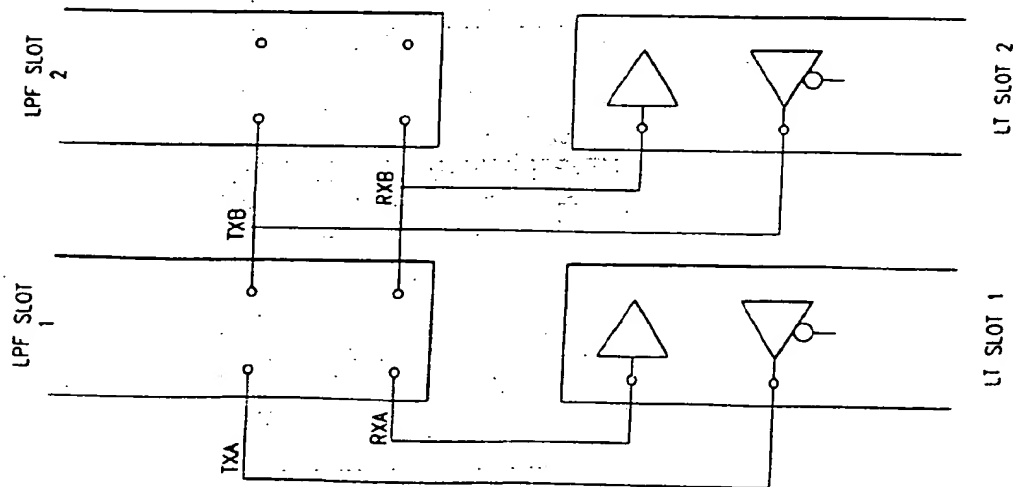 LPF SLOT
2
LT SLOT 2
TXB
RXB
LPF SLOT
1
LT SLOT 1
TXA
RXA